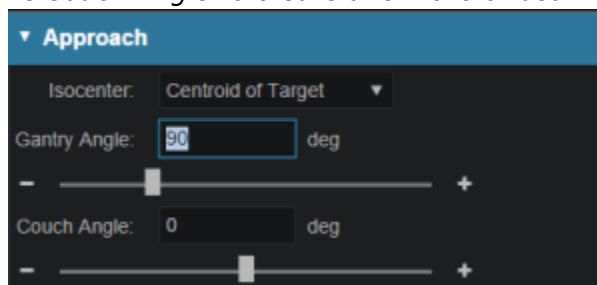 ▼ Approach
Isocenter: Centroid of Target ▼
Gantry Angle: 90 deg
− +
Couch Angle: 0 deg
− +